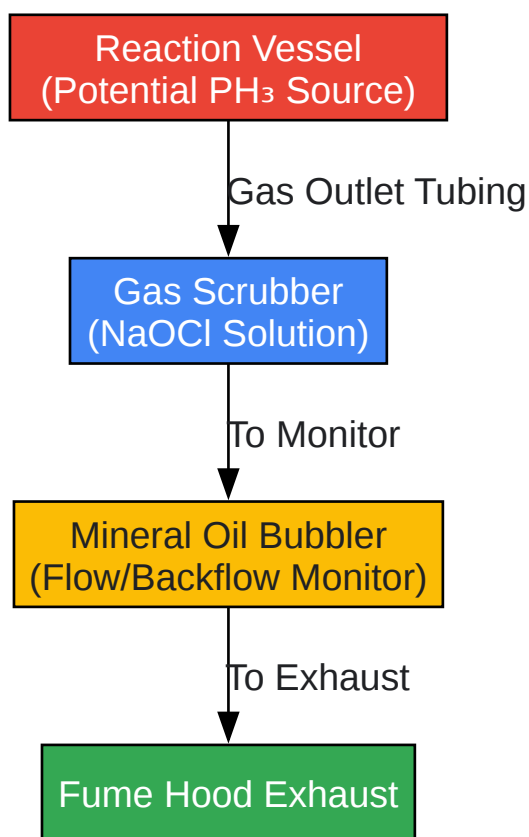 Reaction Vessel
(Potential PH₃ Source)
Gas Outlet Tubing
Gas Scrubber
(NaOCl Solution)
To Monitor
Mineral Oil Bubbler
(Flow/Backflow Monitor)
To Exhaust
Fume Hood Exhaust